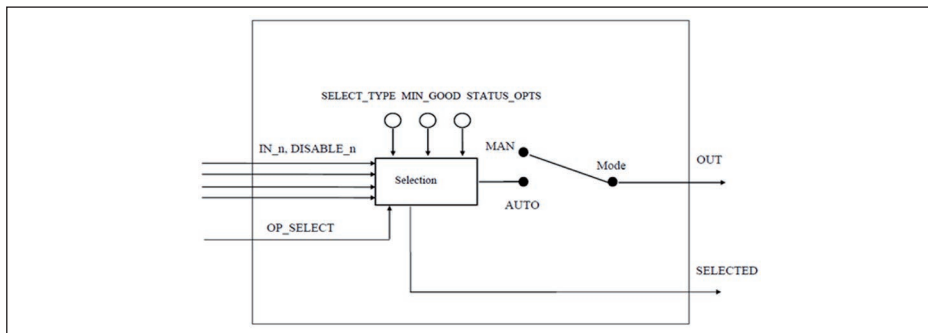 SELECT_TYPE MIN_GOOD STATUS_OPTS
IN_n, DISABLE_n
MAN
Mode
OUT
Selection
AUTO
OP_SELECT
SELECTED